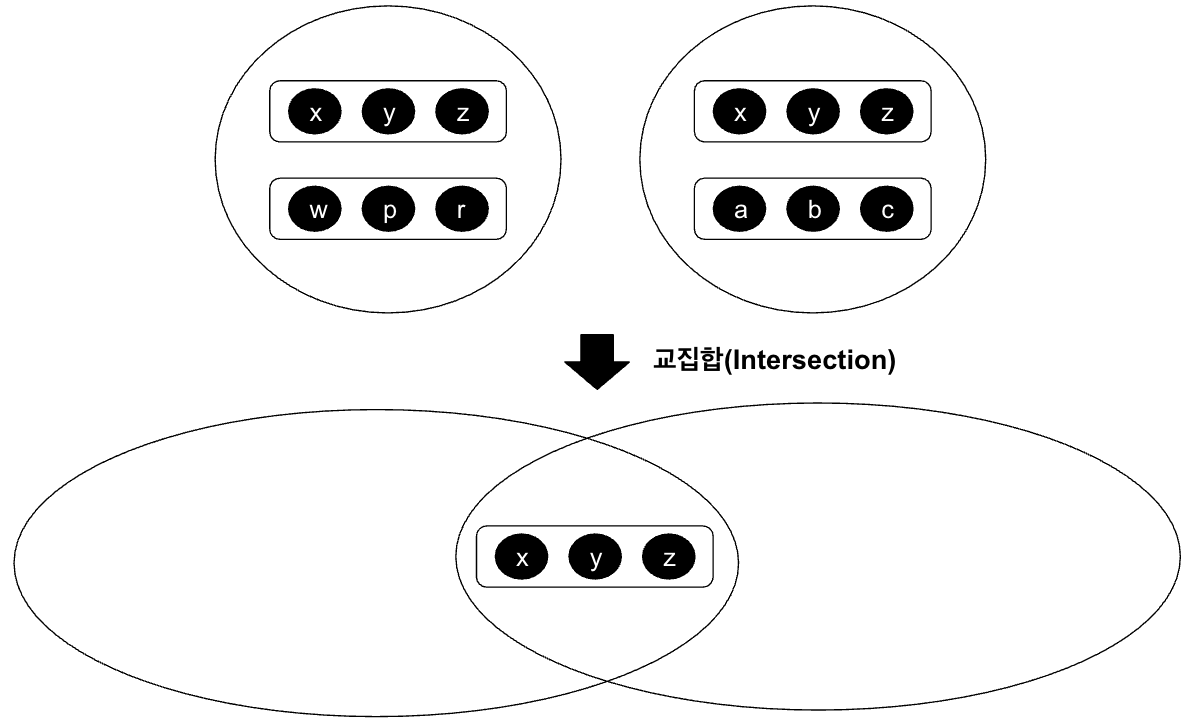 x y z
x y z
w p r
a b c
교집합(Intersection)
x y z